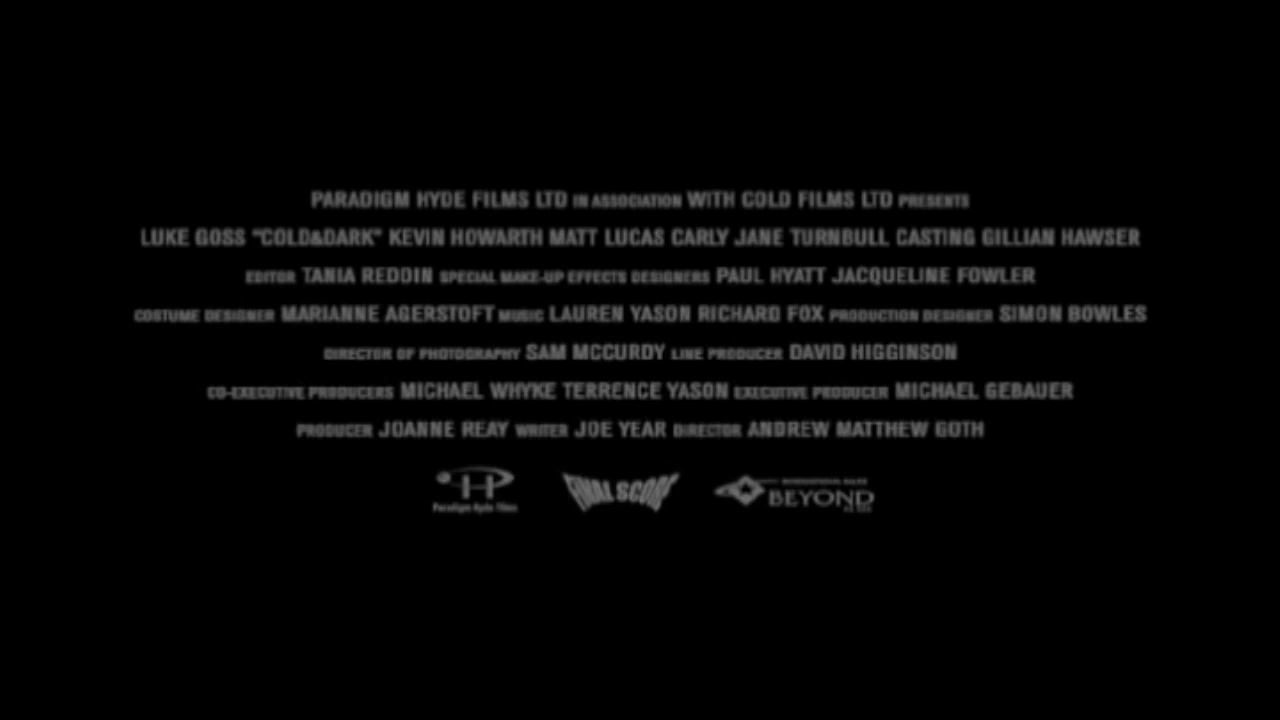 PARADIGM HYDE FILMS LTD IN ASSOCIATION WITH COLD FILMS LTD PRESENTS
LUKE GOSS "COLD&DARK" KEVIN HOWARTH MATT LUCAS CARLY JANE TURNBULL CASTING GILLIAN HAWSER
EDITOR TANIA REDDIN SPECIAL MAKE-UP EFFECTS DESIGNERS PAUL HYATT JACQUELINE FOWLER
COSTUME DESIGNER MARIANNE AGERSTOFT MUSIC LAUREN YASON RICHARD FOX PRODUCTION DESIGNER SIMON BOWLES
DIRECTOR OF PHOTOGRAPHY SAM MCCURDY LINE PRODUCER DAVID HIGGINSON
CO-EXECUTIVE PRODUCERS MICHAEL WHYKE TERRENCE YASON EXECUTIVE PRODUCER MICHAEL GEBAUER
PRODUCER JOANNE REAY WRITER JOE YEAR DIRECTOR ANDREW MATTHEW GOTH
H FINAL SCORE BEYOND
Paradigm Hyde Films